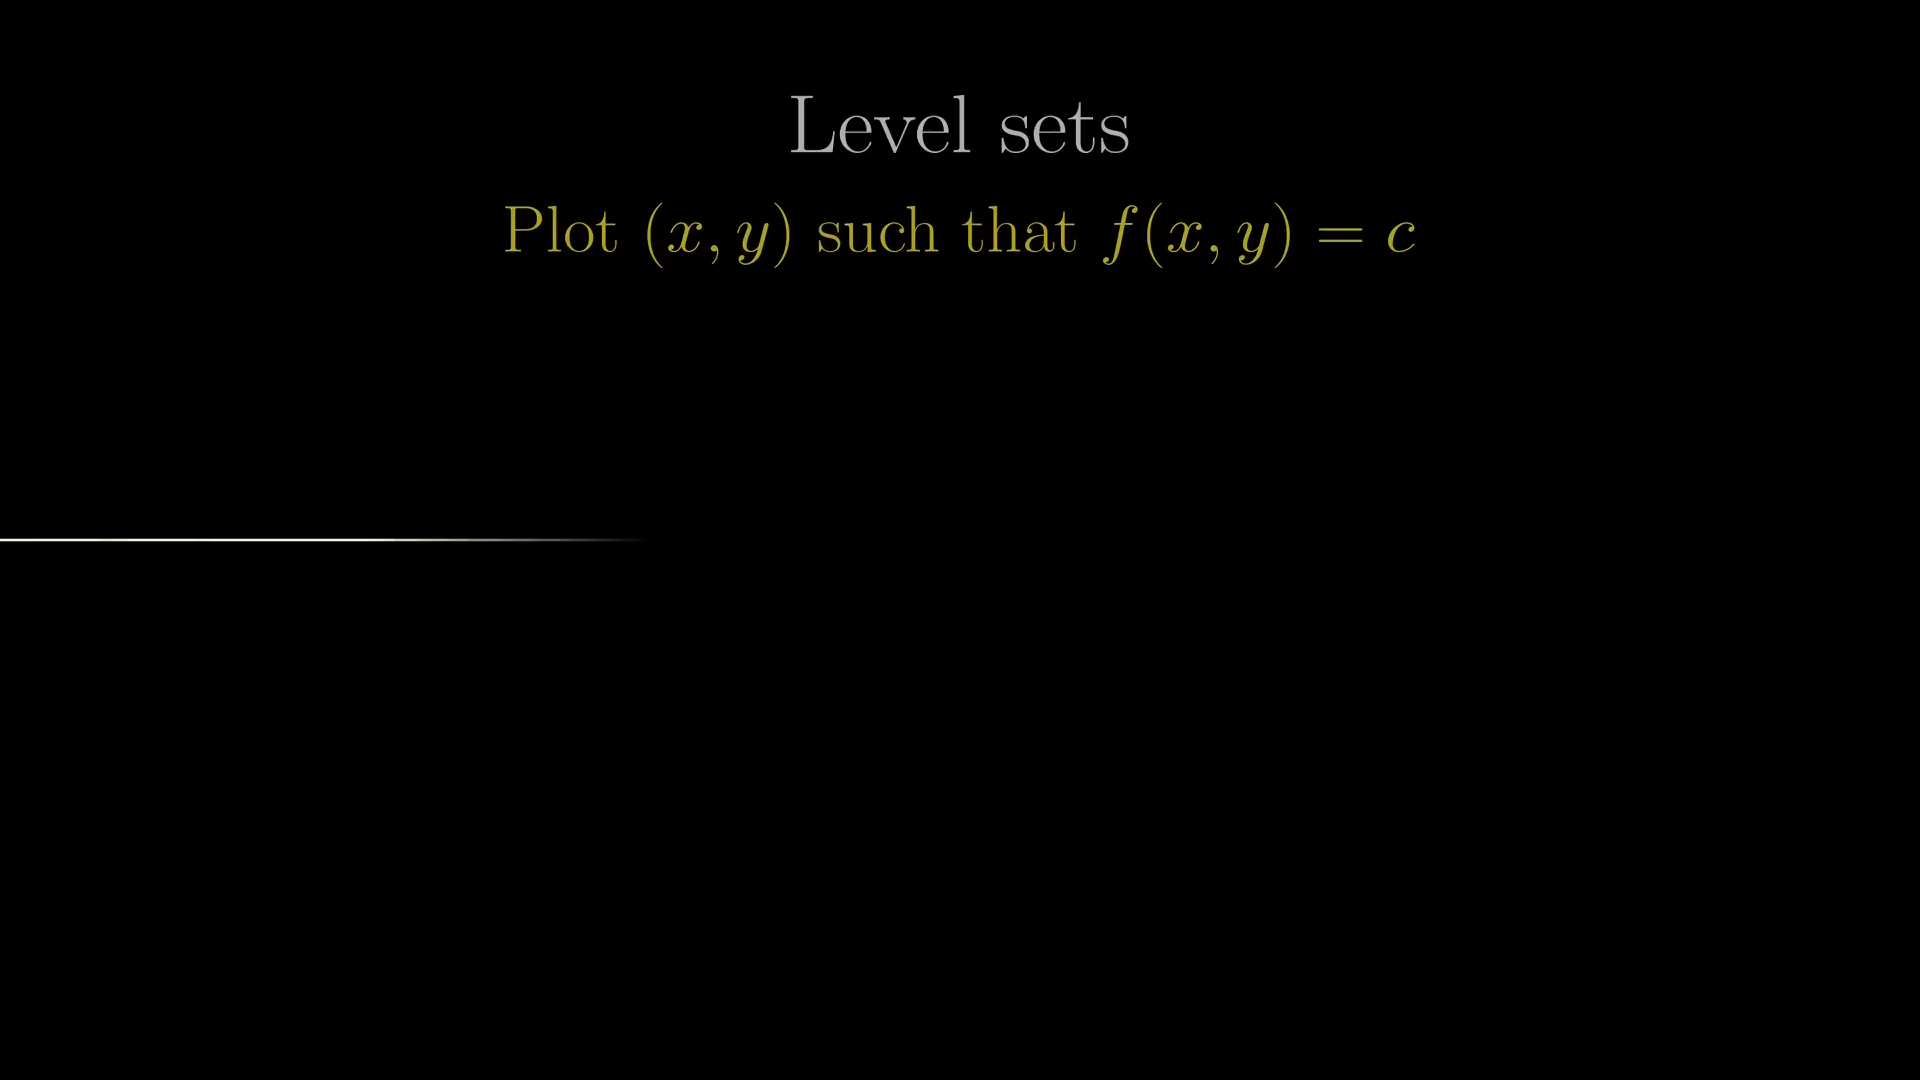 Level sets
Plot (x, y) such that f(x, y) = c